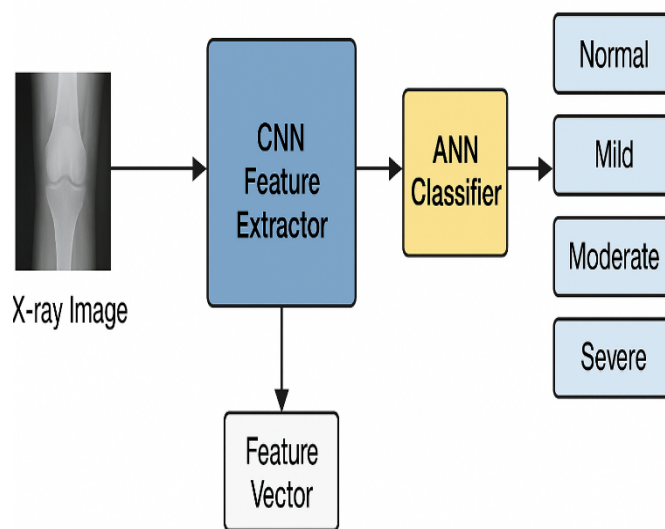 X-ray Image
CNN
Feature
Extractor
Feature
Vector
ANN
Classifier
Normal
Mild
Moderate
Severe